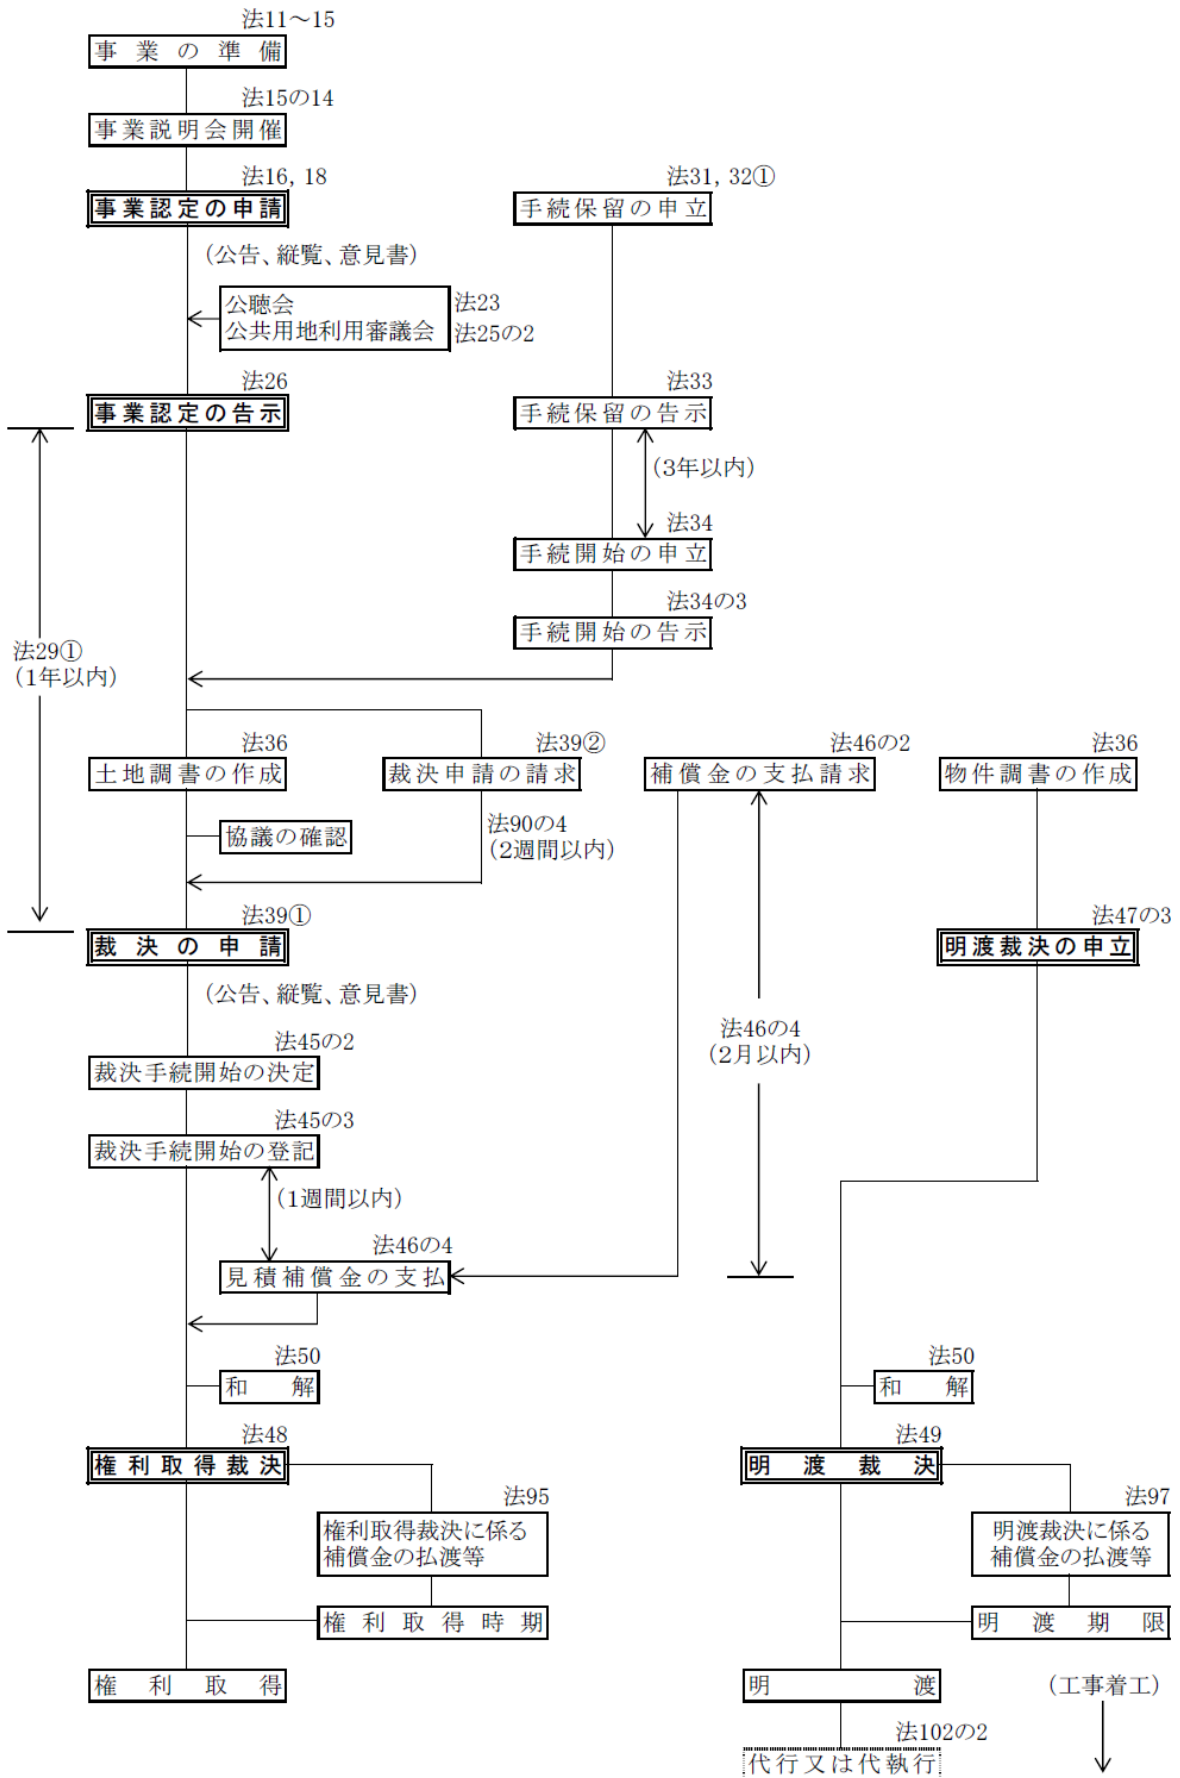 法11～15
事業の準備
法15の14
事業説明会開催
法16, 18
事業認定の申請
法31, 32①
手続保留の申立
(公告、縦覧、意見書)
公聴会
公共用地利用審議会
法23
法25の2
法26
事業認定の告示
法33
手続保留の告示
(3年以内)
法34
手続開始の申立
法34の3
手続開始の告示
法29①
(1年以内)
法36
土地調書の作成
法39②
裁決申請の請求
法46の2
補償金の支払請求
法36
物件調書の作成
協議の確認
法90の4
(2週間以内)
法39①
裁決の申請
法47の3
明渡裁決の申立
(公告、縦覧、意見書)
法46の4
(2月以内)
法45の2
裁決手続開始の決定
法45の3
裁決手続開始の登記
(1週間以内)
法46の4
見積補償金の支払
法50
和解
法50
和解
法48
権利取得裁決
法49
明渡裁決
法95
権利取得裁決に係る
補償金の払渡等
法97
明渡裁決に係る
補償金の払渡等
権利取得時期
明渡期限
権利取得
明渡
(工事着工)
法102の2
代行又は代執行